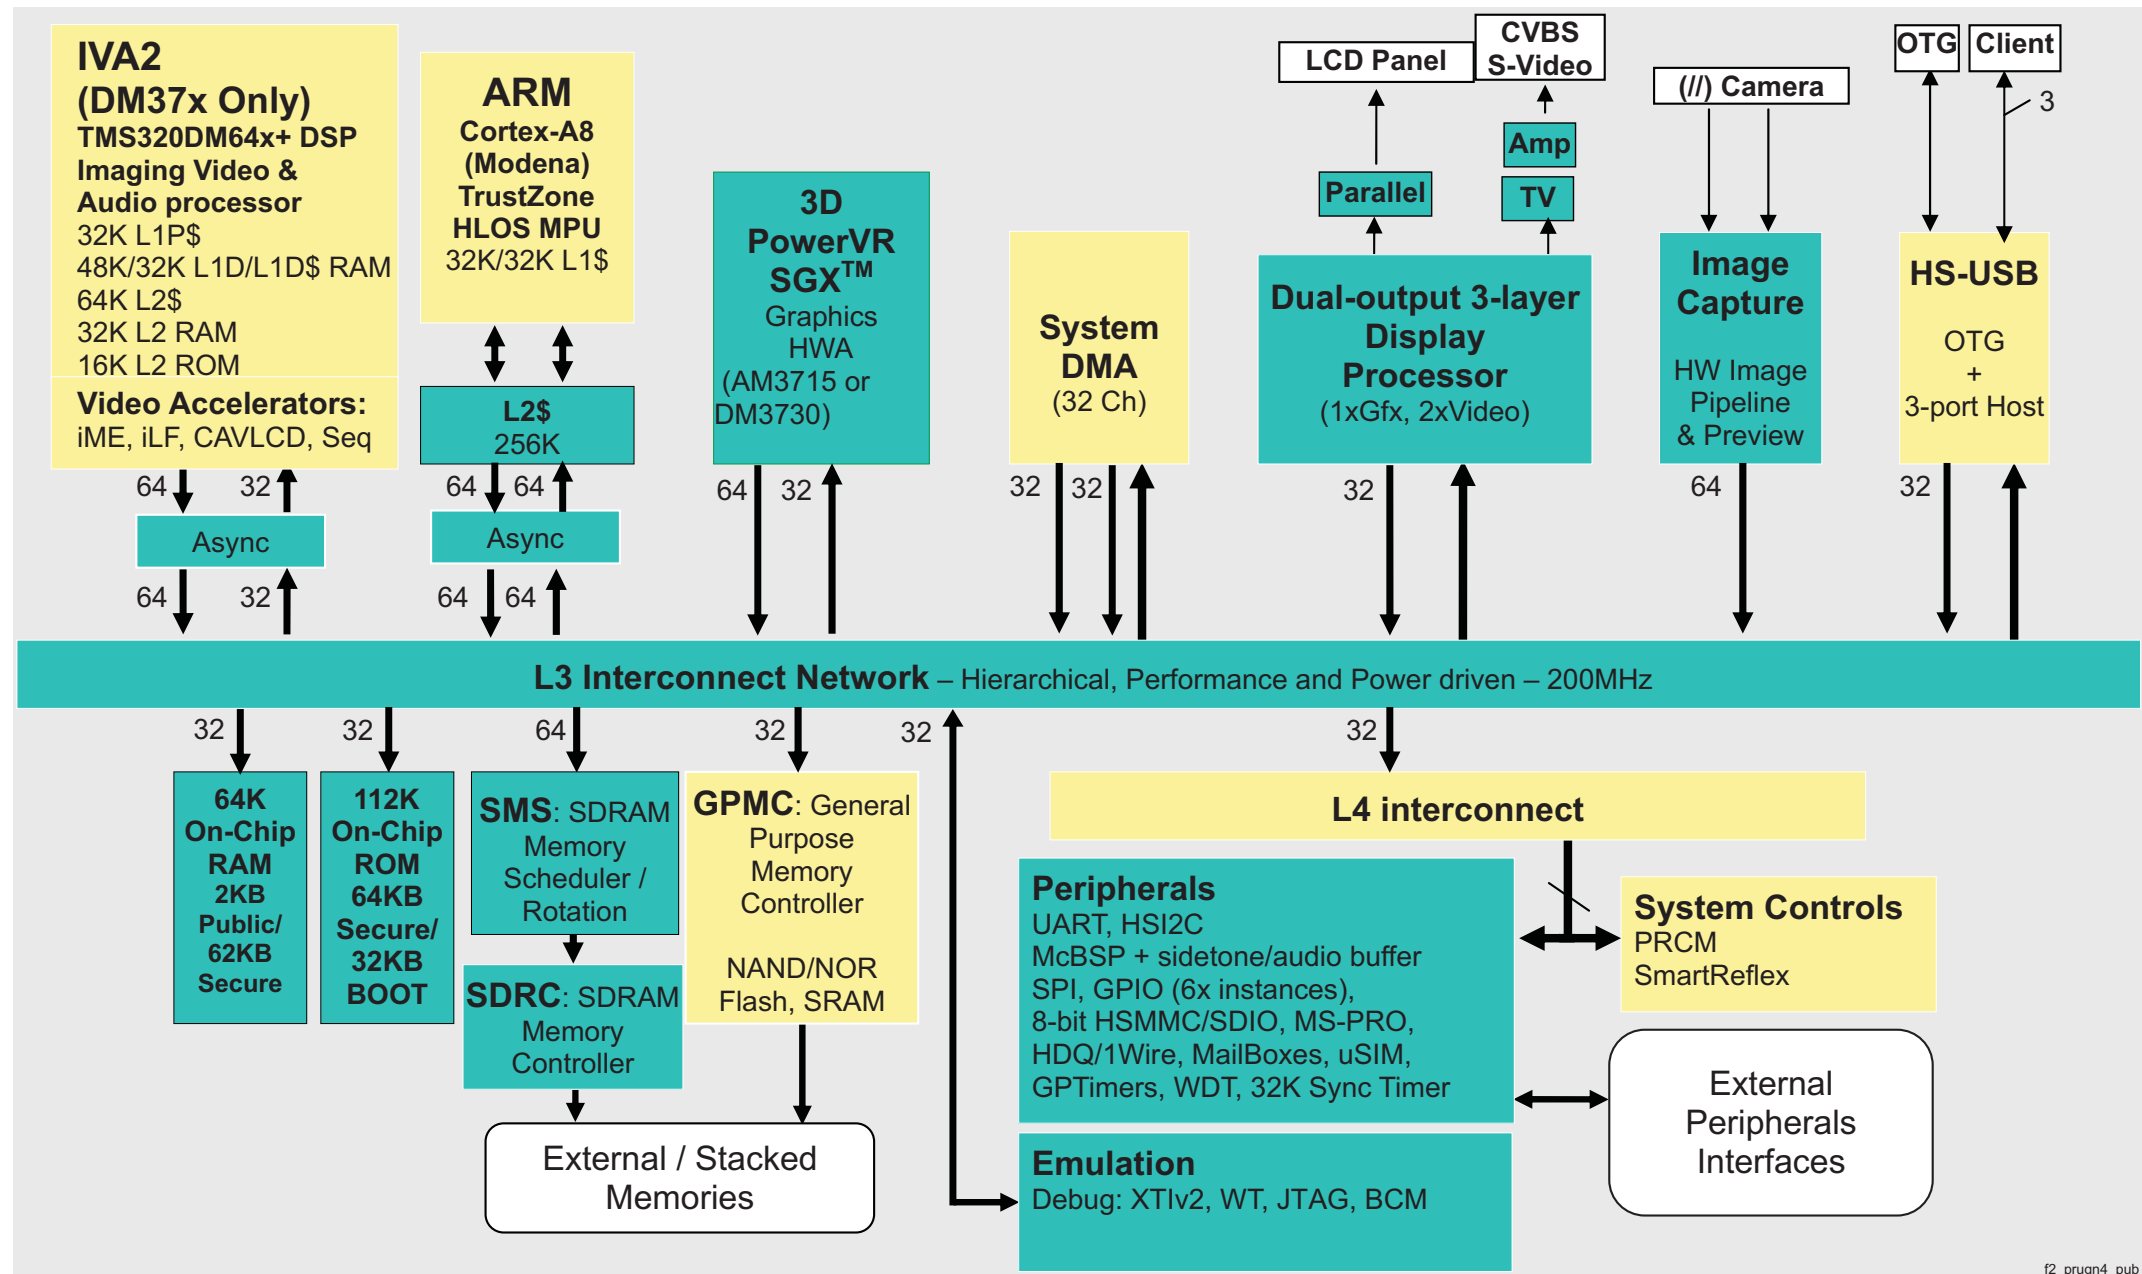 IVA2
(DM37x Only)
TMS320DM64x+ DSP
Imaging Video &
Audio processor
32K L1P$
48K/32K L1D/L1D$ RAM
64K L2$
32K L2 RAM
16K L2 ROM
Video Accelerators:
iME, iLF, CAVLCD, Seq
64
32
Async
64
32
ARM
Cortex-A8
(Modena)
TrustZone
HLOS MPU
32K/32K L1$
L2$
256K
64
64
Async
64
64
3D
PowerVR
SGX™
Graphics
HWA
(AM3715 or
DM3730)
64
32
System
DMA
(32 Ch)
32
32
LCD Panel
CVBS
S-Video
Amp
Parallel
TV
Dual-output 3-layer
Display
Processor
(1xGfx, 2xVideo)
32
(//) Camera
Image
Capture
HW Image
Pipeline
& Preview
64
OTG
Client
3
HS-USB
OTG
+
3-port Host
32
L3 Interconnect Network – Hierarchical, Performance and Power driven – 200MHz
32
32
64
32
32
32
64K
On-Chip
RAM
2KB
Public/
62KB
Secure
112K
On-Chip
ROM
64KB
Secure/
32KB
BOOT
SMS: SDRAM
Memory
Scheduler /
Rotation
SDRC: SDRAM
Memory
Controller
GPMC: General
Purpose
Memory
Controller
NAND/NOR
Flash, SRAM
External / Stacked
Memories
L4 interconnect
Peripherals
UART, HSI2C
McBSP + sidetone/audio buffer
SPI, GPIO (6x instances),
8-bit HSMMC/SDIO, MS-PRO,
HDQ/1Wire, MailBoxes, uSIM,
GPTimers, WDT, 32K Sync Timer
System Controls
PRCM
SmartReflex
External
Peripherals
Interfaces
Emulation
Debug: XTIv2, WT, JTAG, BCM
f2_prugn4_pub